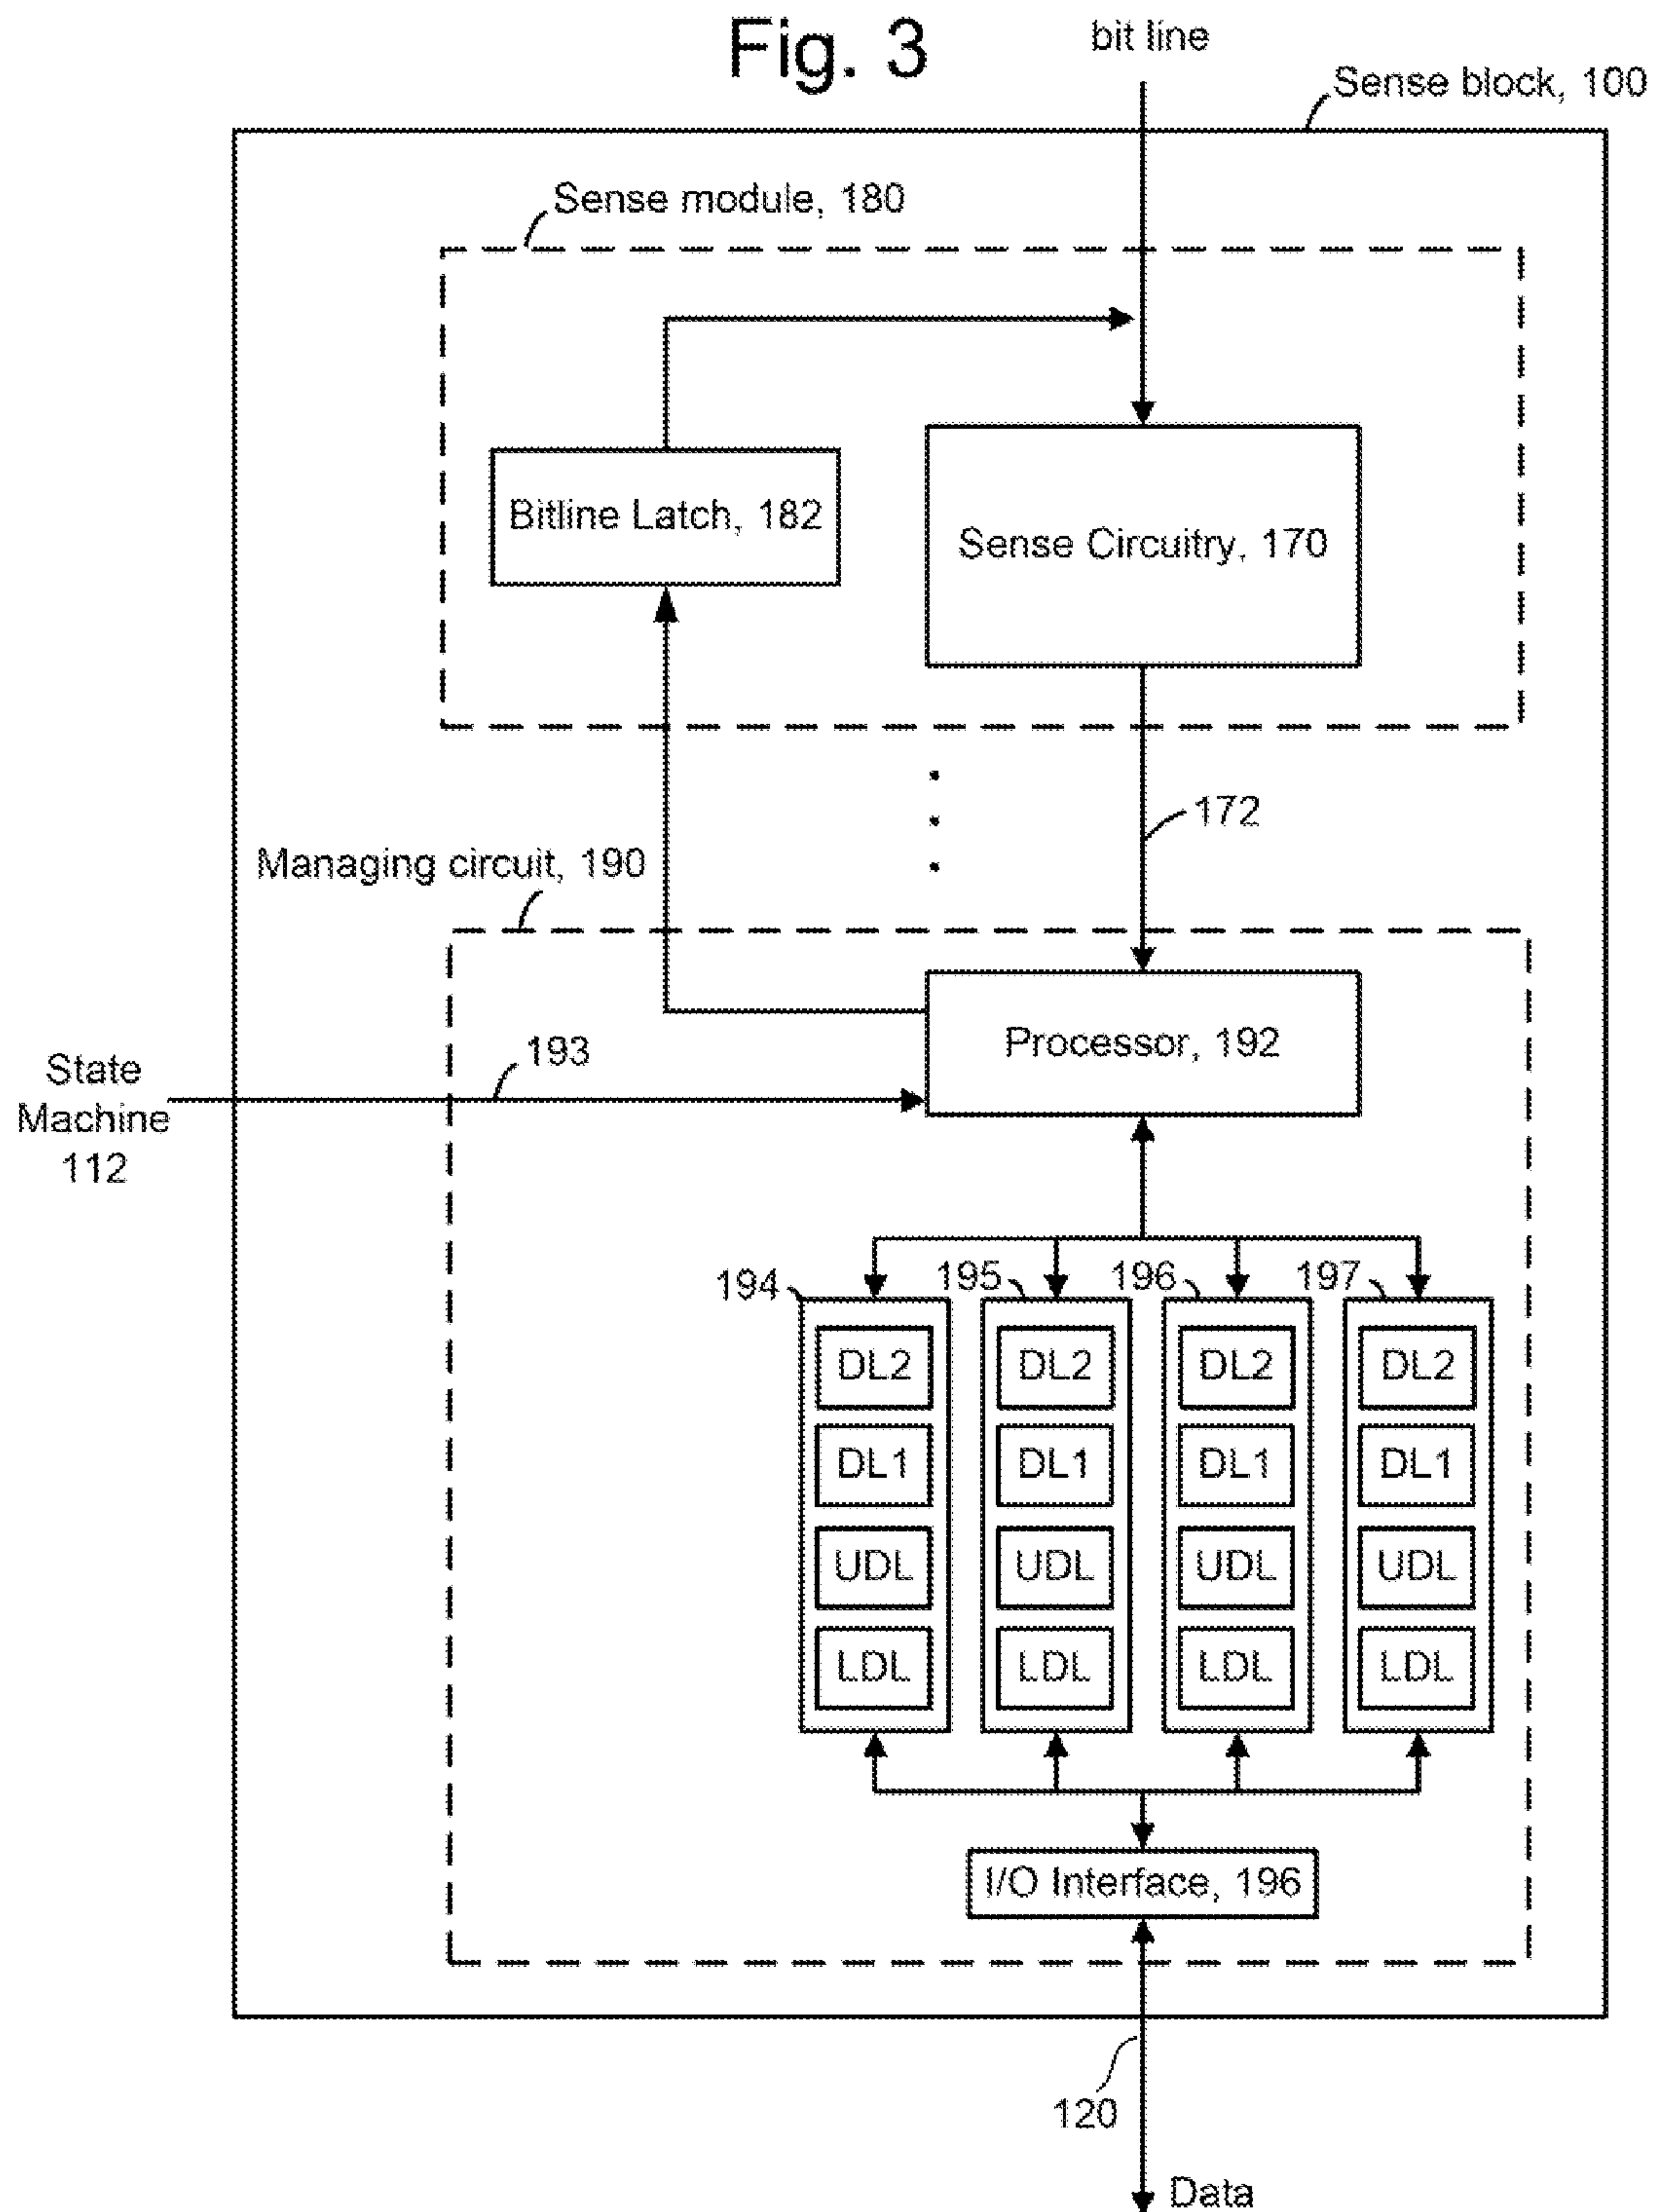 Fig. 3
bit line
Sense block, 100
Sense module, 180
Bitline Latch, 182
Sense Circuitry, 170
172
Managing circuit, 190
Processor, 192
193
State
Machine
112
194 195 196 197
DL2 DL2 DL2 DL2
DL1 DL1 DL1 DL1
UDL UDL UDL UDL
LDL LDL LDL LDL
I/O Interface, 196
120
Data